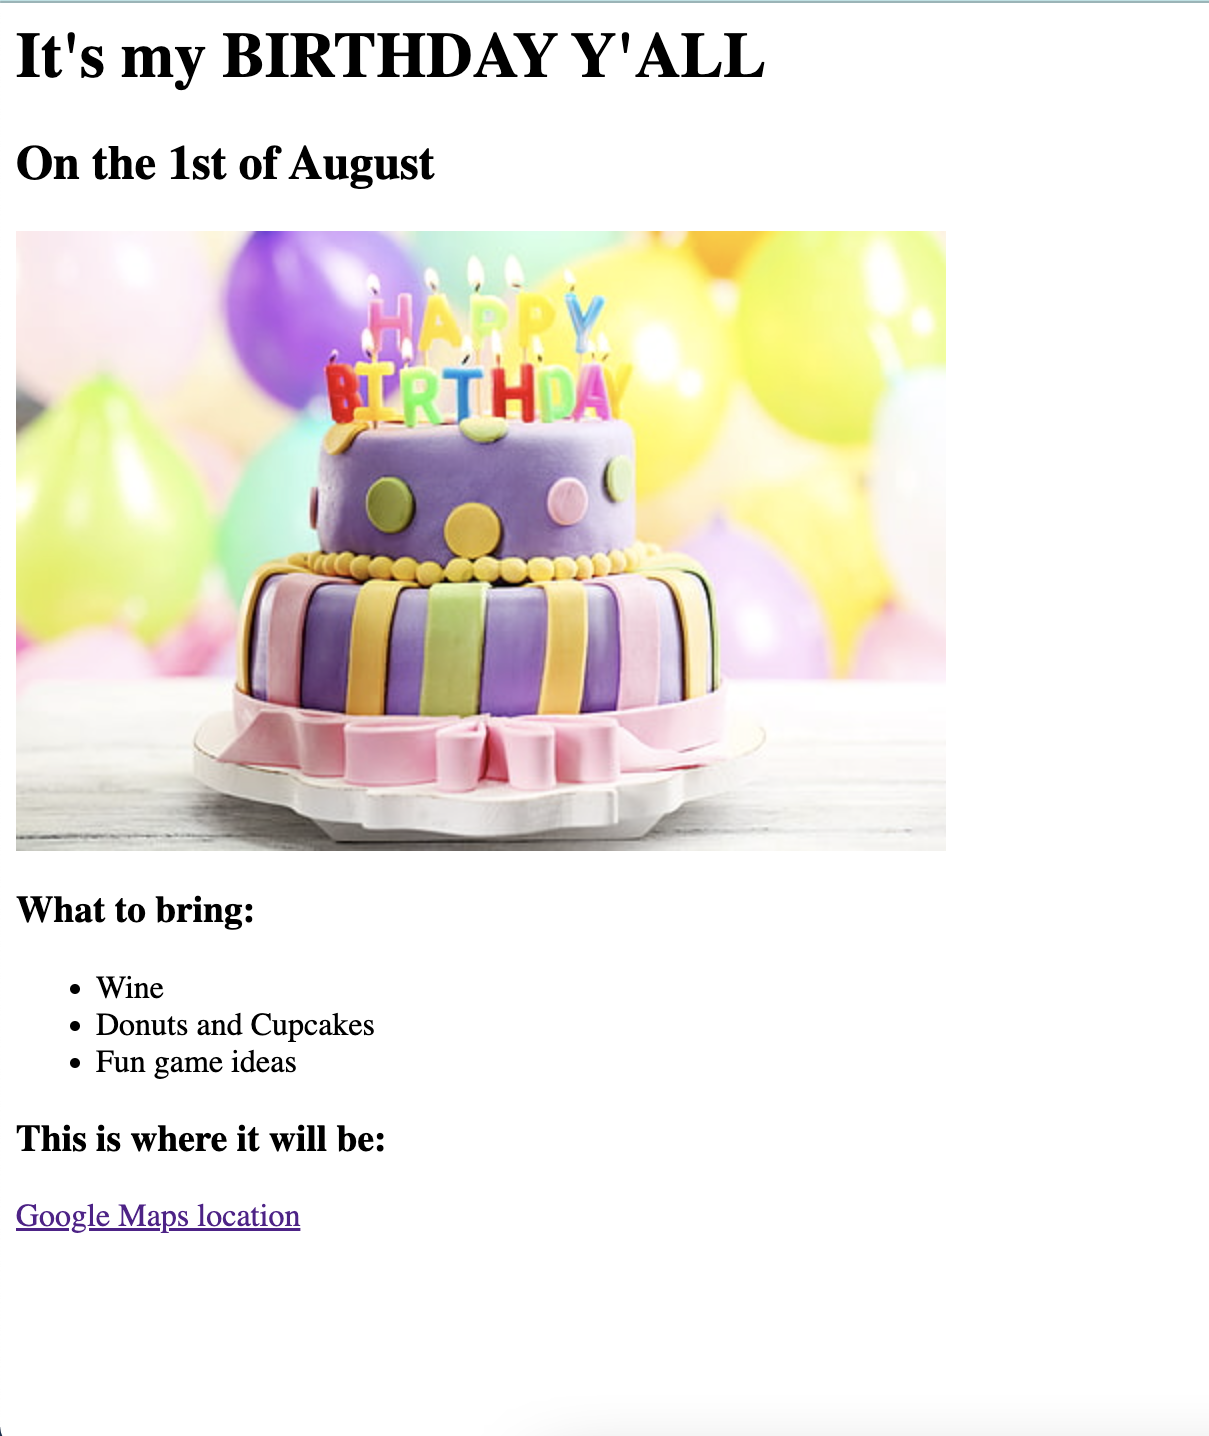 It's my BIRTHDAY Y'ALL
On the 1st of August
HAPPY
BIRTHDAY
What to bring:
Wine
Donuts and Cupcakes
Fun game ideas
This is where it will be:
Google Maps location